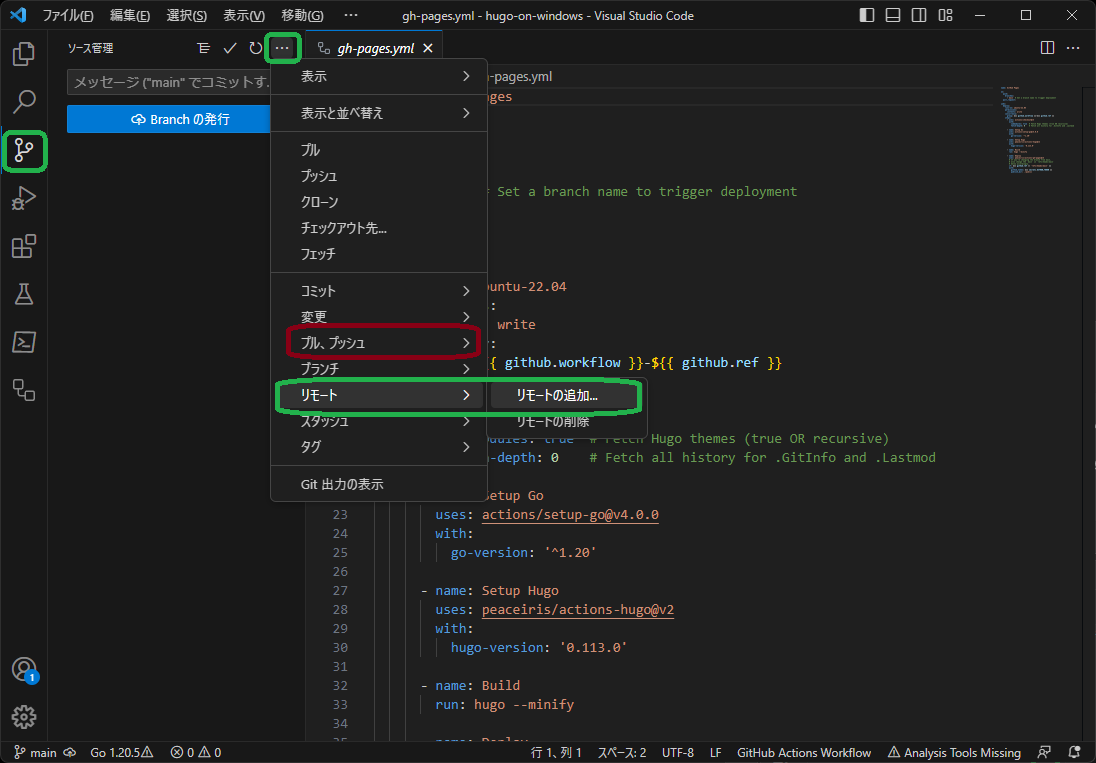 ファイル(F) 編集(E) 選択(S) 表示(V) 移動(G) ··· gh-pages.yml - hugo-on-windows - Visual Studio Code
ソース管理
gh-pages.yml
メッセージ ("main" でコミットす.
Branch の発行
表示
表示と並べ替え
プル
プッシュ
クローン
チェックアウト先...
フェッチ
コミット
変更
プル、プッシュ
ブランチ
リモート
リモートの追加...
リモートの削除
スタッシュ
タグ
Git 出力の表示
h-pages.yml
ges
Set a branch name to trigger deployment
untu-22.04
:
write
:
{ github.workflow }}-${{ github.ref }}
true # Fetch Hugo themes (true OR recursive)
-depth: 0 # Fetch all history for .GitInfo and .Lastmod
etup Go
23 uses: actions/setup-go@v4.0.0
24 with:
25 go-version: '^1.20'
26
27 - name: Setup Hugo
28 uses: peaceiris/actions-hugo@v2
29 with:
30 hugo-version: '0.113.0'
31
32 - name: Build
33 run: hugo --minify
34
35 - name: Deploy
1
main Go 1.20.5 0 0 行 1、列 1 スペース: 2 UTF-8 LF GitHub Actions Workflow Analysis Tools Missing